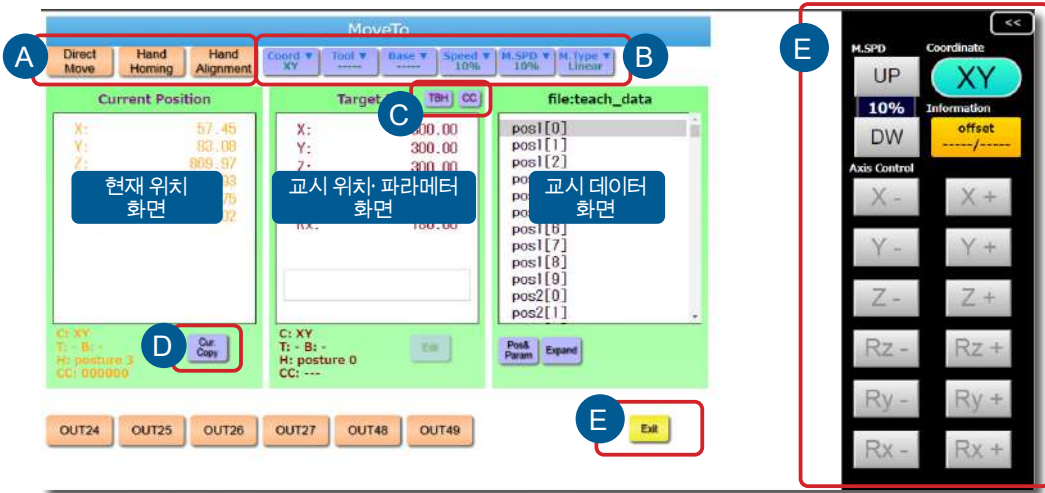 MoveTo
A
Direct Move
Hand Homing
Hand Alignment
Coord ▼ XY
Tool ▼ -----
Base ▼ -----
Speed ▼ 10%
M.SPD ▼ 10%
M.Type ▼ Linear
B
Current Position
X: 57.45
Y: 83.08
Z: 869.97
현재 위치
화면
Target
C
TBH
CC
X: 300.00
Y: 300.00
Z: 300.00
교시 위치· 파라메터
화면
Rx: 180.00
file:teach_data
pos1[0]
pos1[1]
pos1[2]
교시 데이터
화면
pos1[6]
pos1[7]
pos1[8]
pos1[9]
pos2[0]
pos2[1]
C: XY
T: - B: -
H: posture 3
CC: 000000
D
Cur.
Copy
C: XY
T: - B: -
H: posture 0
CC: ---
Edit
Pos&
Param
Expand
OUT24
OUT25
OUT26
OUT27
OUT48
OUT49
E
Exit
E
<<
M.SPD
Coordinate
UP
XY
10%
Information
DW
offset
-----/-----
Axis Control
X -
X +
Y -
Y +
Z -
Z +
Rz -
Rz +
Ry -
Ry +
Rx -
Rx +